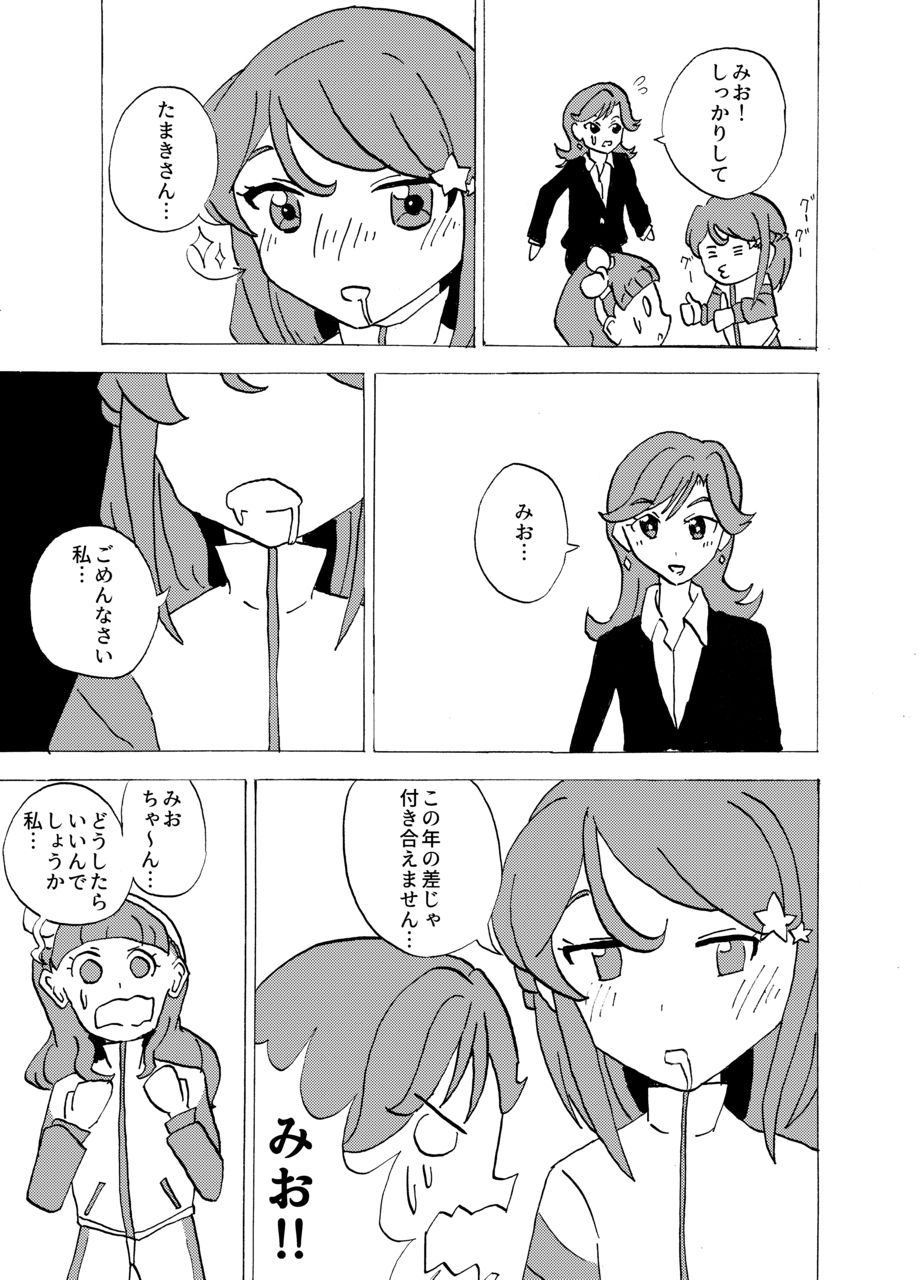 みお！
しっかりして
グーグー
グー
たまきさん…
みお…
ごめんなさい
私…
この年の差じゃ
付き合えません…
みお!!
みお
ちゃ～ん…
どうしたら
いいんで
しょうか
私…